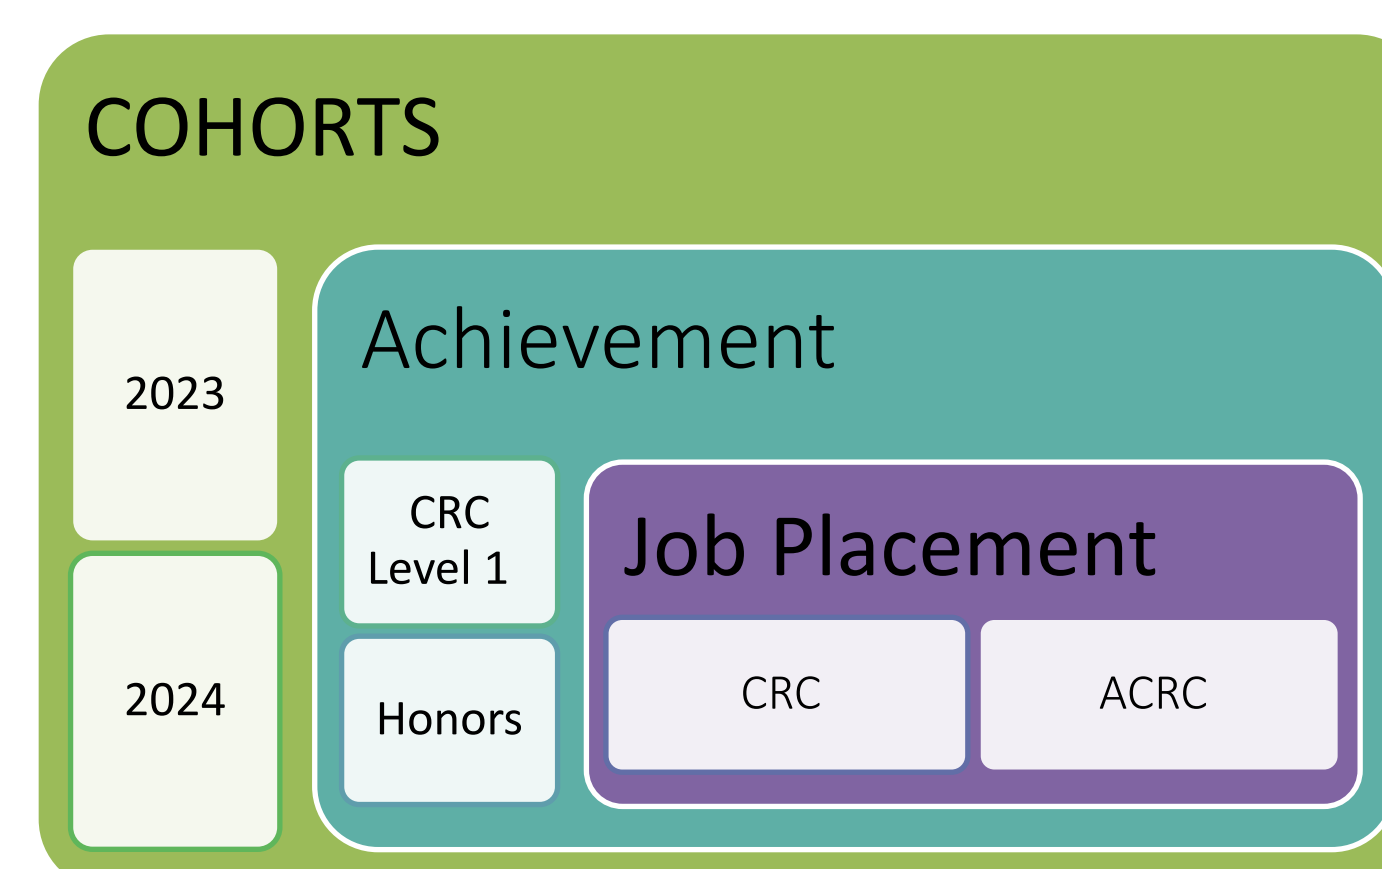 COHORTS
2023
2024
Achievement
CRC
Level 1
Honors
Job Placement
CRC
ACRC